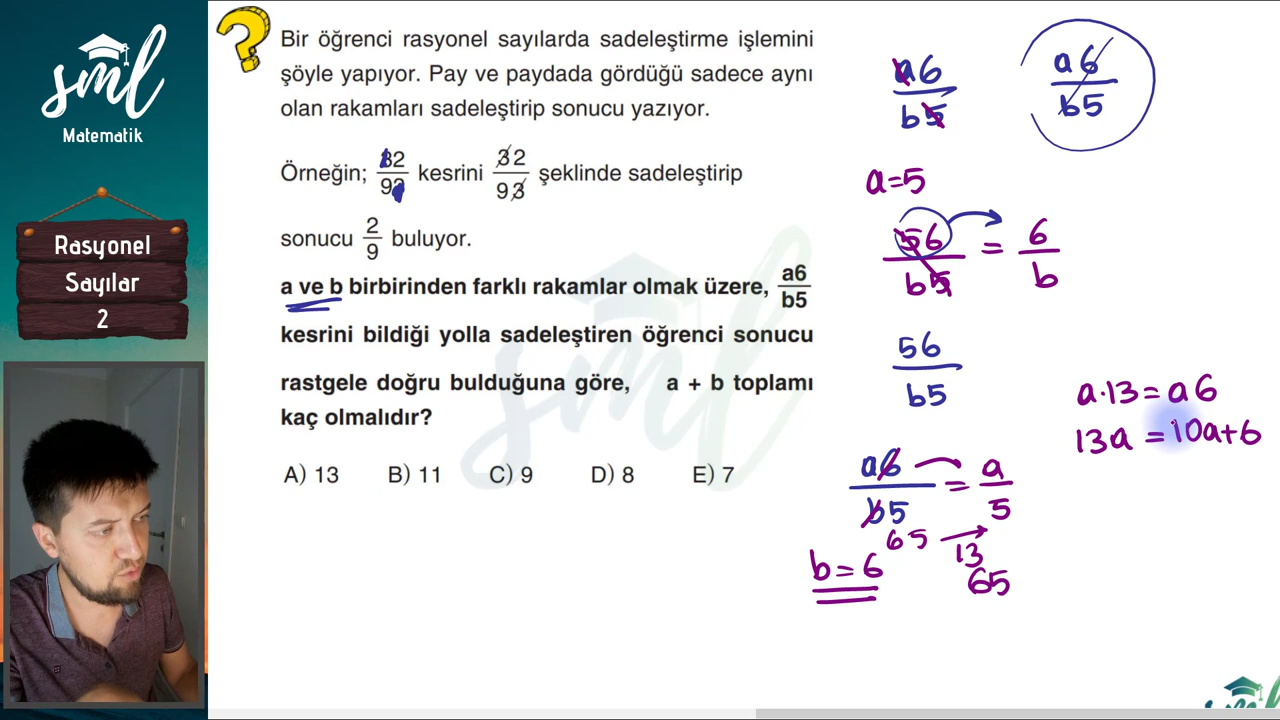 sml
Matematik
Rasyonel
Sayılar
2
?
Bir öğrenci rasyonel sayılarda sadeleştirme işlemini
şöyle yapıyor. Pay ve paydada gördüğü sadece aynı
olan rakamları sadeleştirip sonucu yazıyor.
Örneğin; 32/93 kesrini 32/93 şeklinde sadeleştirip
sonucu 2/9 buluyor.
a ve b birbirinden farklı rakamlar olmak üzere, a6/b5
kesrini bildiği yolla sadeleştiren öğrenci sonucu
rastgele doğru bulduğuna göre, a + b toplamı
kaç olmalıdır?
A) 13 B) 11 C) 9 D) 8 E) 7
a6/b5
a6/b5
a=5
56/b5 = 6/b
56/b5
a6/b5 = a/5
65 13
65
b=6
a·13=a6
13a=10a+6
sml